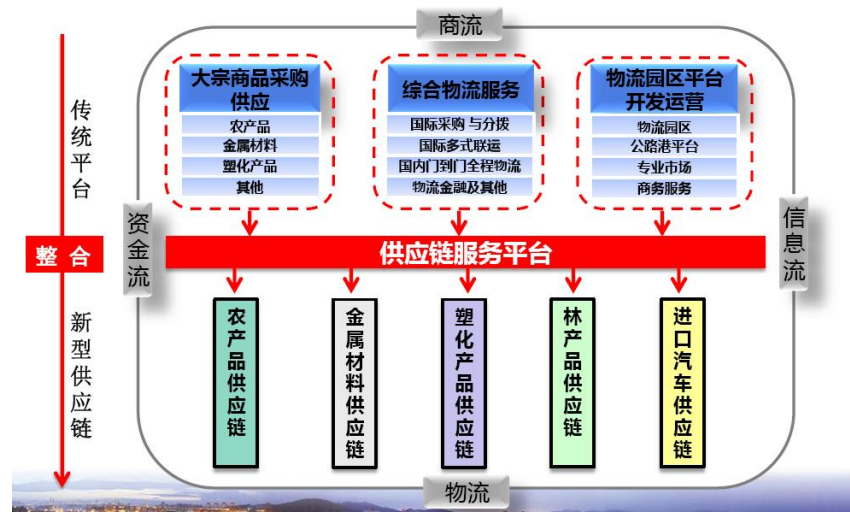 商流
传统平台
大宗商品采购
供应
农产品
金属材料
塑化产品
其他
综合物流服务
国际采购 与分拨
国际多式联运
国内门到门全程物流
物流金融及其他
物流园区平台
开发运营
物流园区
公路港平台
专业市场
商务服务
资金流
信息流
整 合
供应链服务平台
新型供应链
农产品供应链
金属材料供应链
塑化产品供应链
林产品供应链
进口汽车供应链
物流